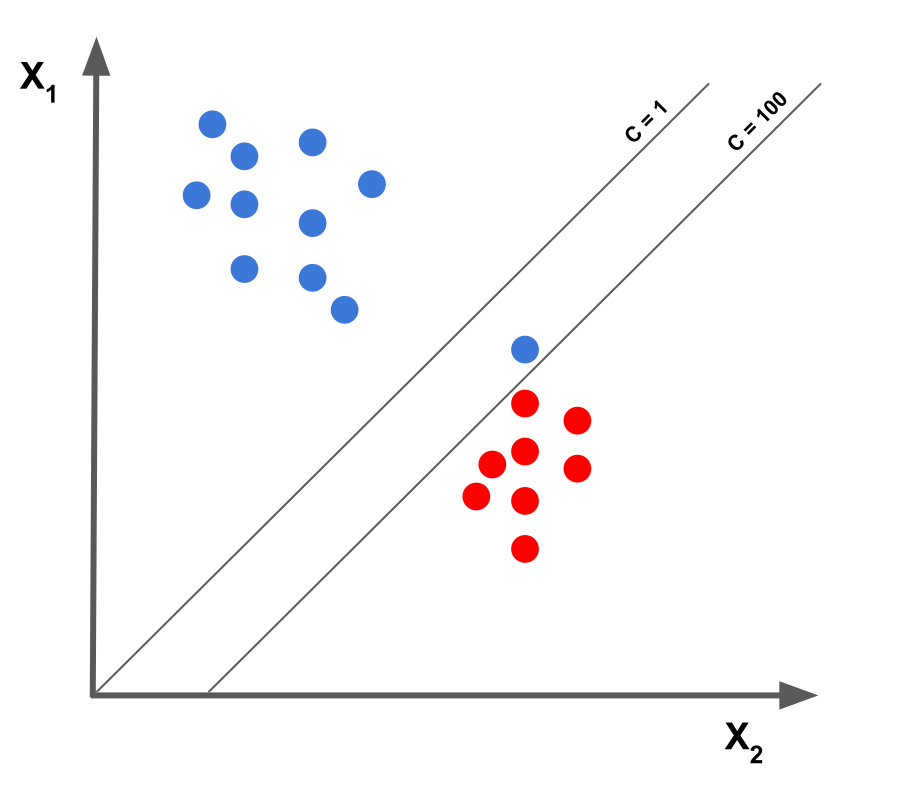 X₁
C = 1
C = 100
X₂